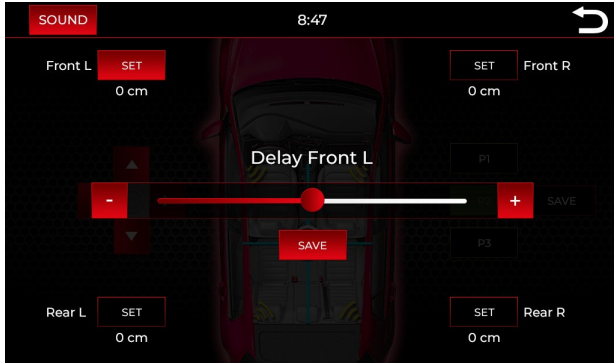 SOUND 8:47
Front L SET SET Front R
0 cm 0 cm
Delay Front L
P1
- +
SAVE
SAVE
P3
Rear L SET SET Rear R
0 cm 0 cm